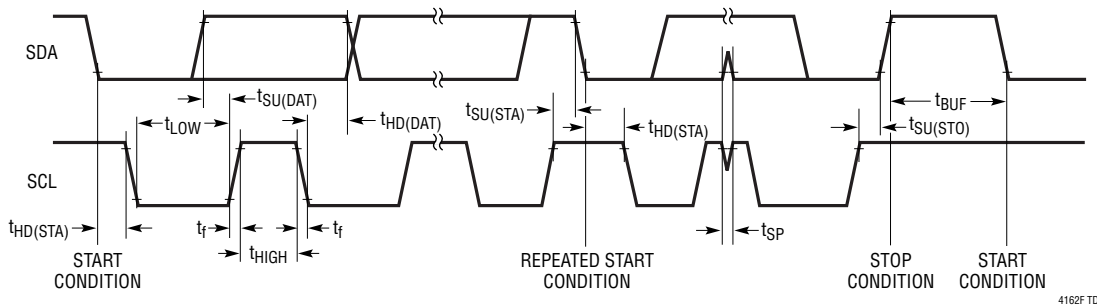 SDA
tSU(DAT)
tLOW
tHD(DAT)
tSU(STA)
tHD(STA)
tBUF
tSU(STO)
SCL
tHD(STA)
tf
tHIGH
tf
tSP
START
CONDITION
REPEATED START
CONDITION
STOP
CONDITION
START
CONDITION
4162F TD